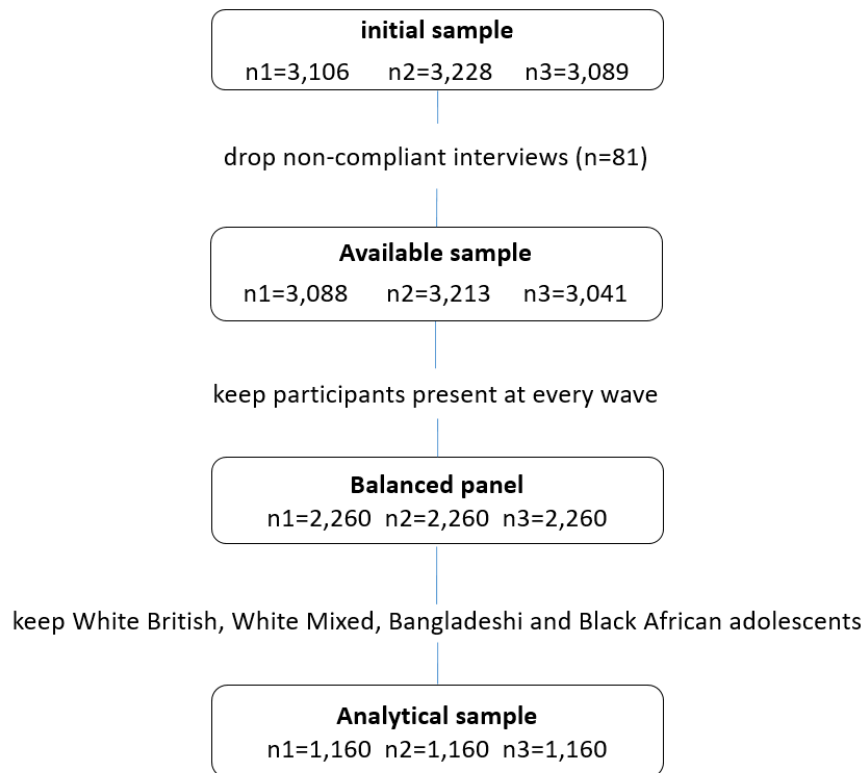 initial sample
n1=3,106 n2=3,228 n3=3,089
drop non-compliant interviews (n=81)
Available sample
n1=3,088 n2=3,213 n3=3,041
keep participants present at every wave
Balanced panel
n1=2,260 n2=2,260 n3=2,260
keep White British, White Mixed, Bangladeshi and Black African adolescents
Analytical sample
n1=1,160 n2=1,160 n3=1,160